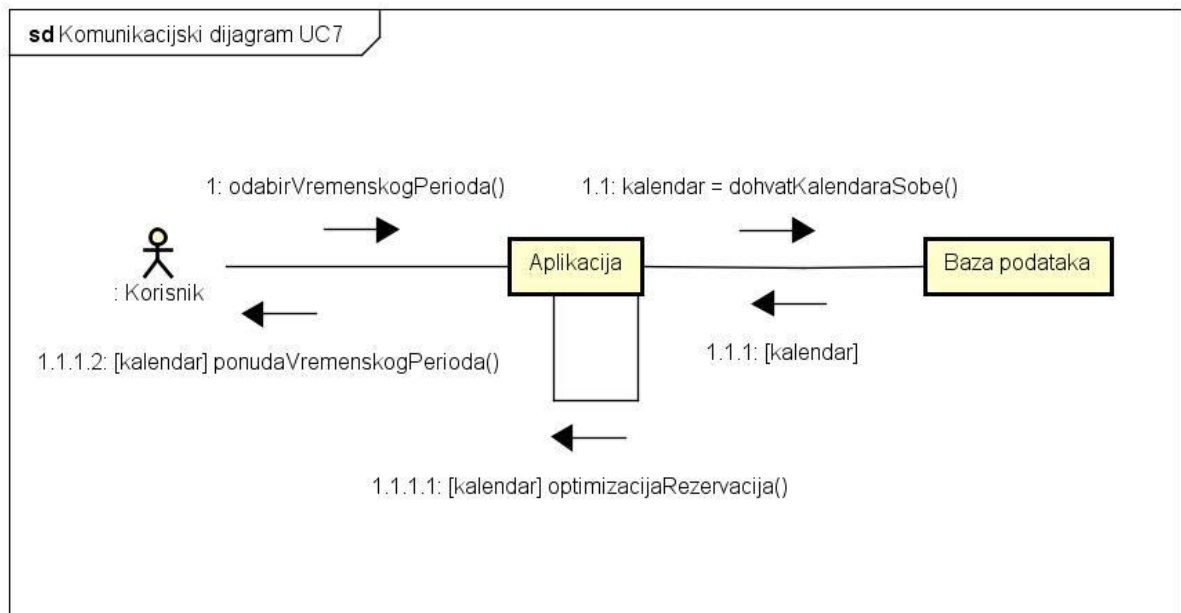 sd Komunikacijski dijagram UC7
1: odabirVremenskogPerioda()
1.1: kalendar = dohvatKalendaraSobe()
Aplikacija
Baza podataka
: Korisnik
1.1.1.2: [kalendar] ponudaVremenskogPerioda()
1.1.1: [kalendar]
1.1.1.1: [kalendar] optimizacijaRezervacija()